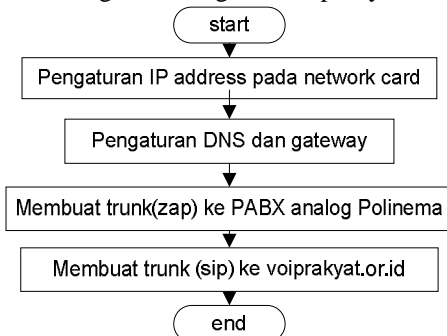 start
Pengaturan IP address pada network card
Pengaturan DNS dan gateway
Membuat trunk(zap) ke PABX analog Polinema
Membuat trunk (sip) ke voiprakyat.or.id
end